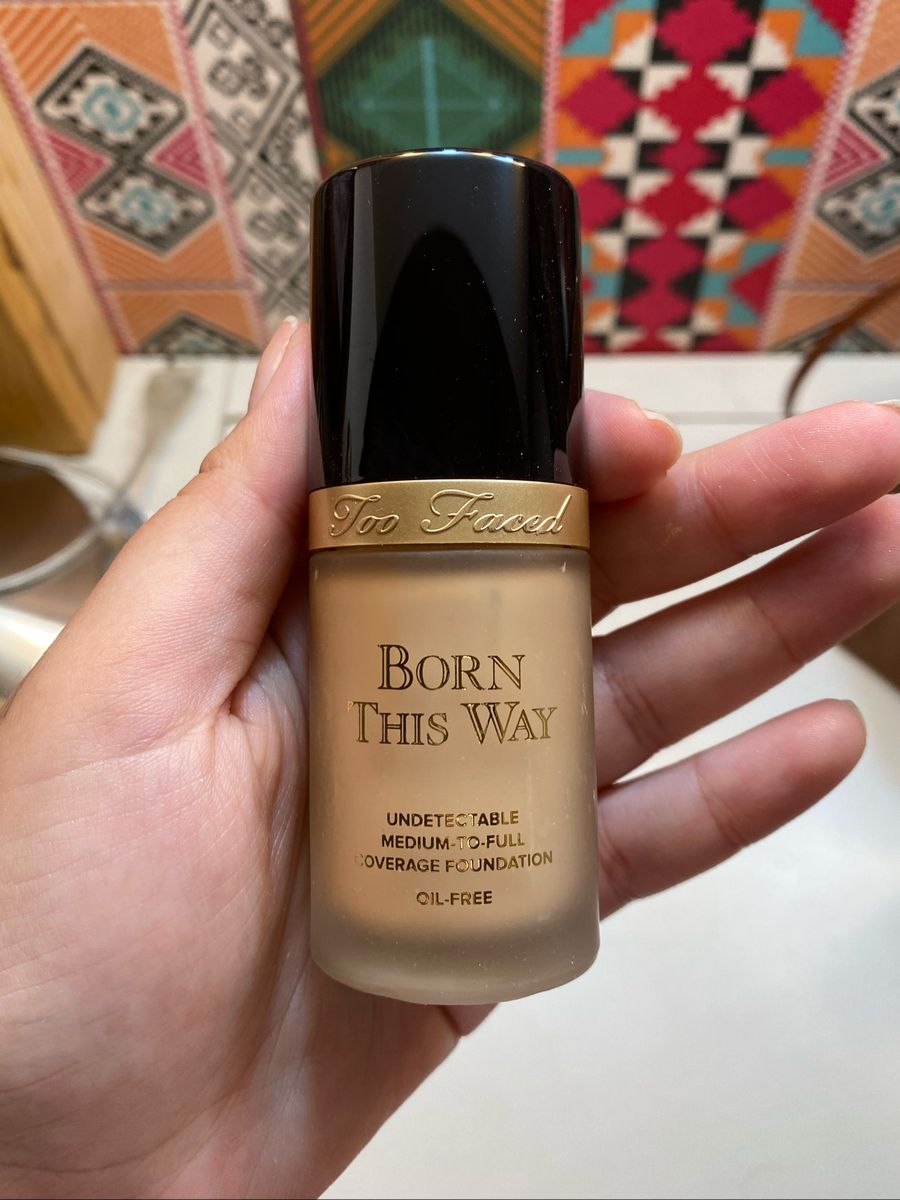 Too Faced
BORN
THIS WAY
UNDETECTABLE
MEDIUM-TO-FULL
COVERAGE FOUNDATION
OIL-FREE